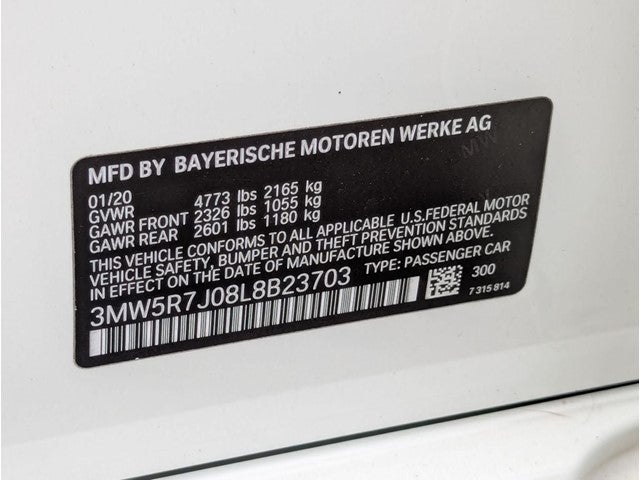 MFD BY BAYERISCHE MOTOREN WERKE AG
01/20
GVWR 4773 lbs 2165 kg
GAWR FRONT 2326 lbs 1055 kg
GAWR REAR 2601 lbs 1180 kg
THIS VEHICLE CONFORMS TO ALL APPLICABLE U.S.FEDERAL MOTOR
VEHICLE SAFETY, BUMPER AND THEFT PREVENTION STANDARDS
IN EFFECT ON THE DATE OF MANUFACTURE SHOWN ABOVE.
3MW5R7J08L8B23703 TYPE: PASSENGER CAR
300
7 315 814